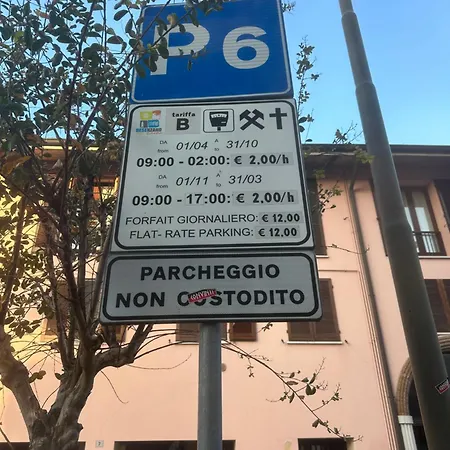 P 6
DESENZANO
tariffa
B
DA A
from to
01/04 31/10
09:00 - 02:00: € 2,00/h
DA A
from to
01/11 31/03
09:00 - 17:00: € 2,00/h
FORFAIT GIORNALIERO: € 12,00
FLAT- RATE PARKING: € 12,00
PARCHEGGIO
NON CUSTODITO